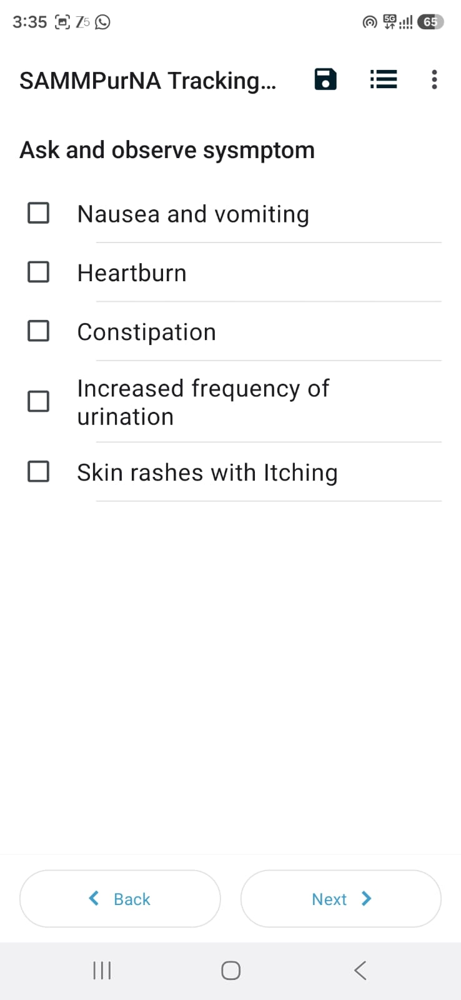 3:35 Z5 5G 65
SAMMPurNA Tracking...
Ask and observe sysmptom
Nausea and vomiting
Heartburn
Constipation
Increased frequency of
urination
Skin rashes with Itching
Back Next